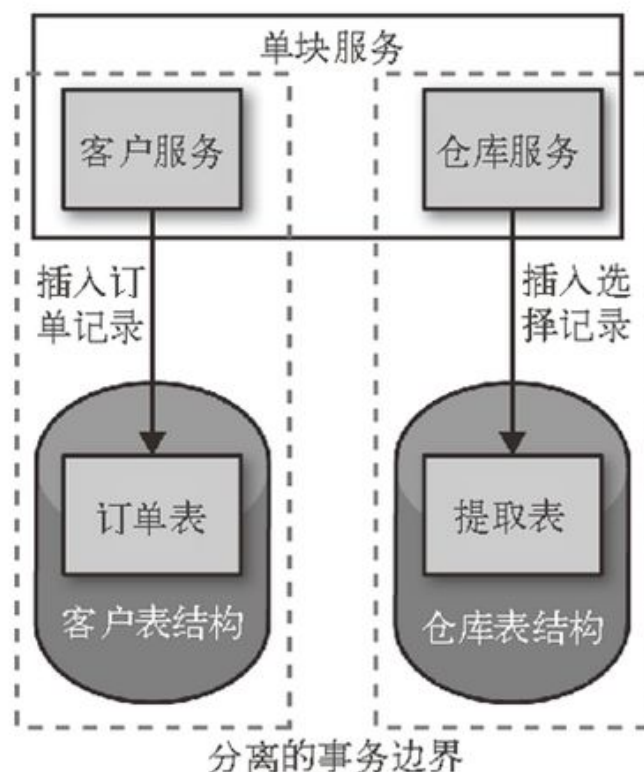 单块服务
客户服务
仓库服务
插入订
单记录
插入选
择记录
订单表
提取表
客户表结构
仓库表结构
分离的事务边界